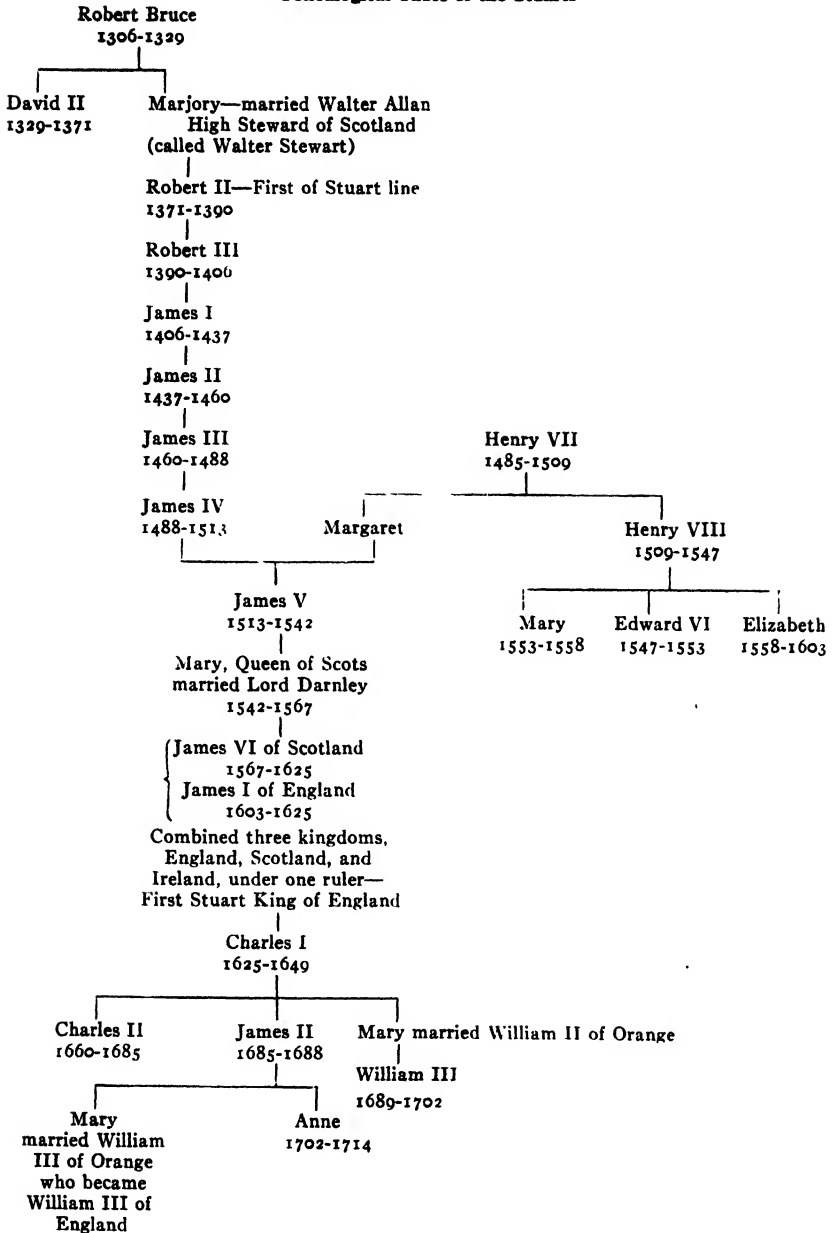 Robert Bruce
1306-1329
David II
1329-1371
Marjory—married Walter Allan
High Steward of Scotland
(called Walter Stewart)
Robert II—First of Stuart line
1371-1390
Robert III
1390-1406
James I
1406-1437
James II
1437-1460
James III
1460-1488
Henry VII
1485-1509
James IV
1488-1513
Margaret
Henry VIII
1509-1547
James V
1513-1542
Mary
1553-1558
Edward VI
1547-1553
Elizabeth
1558-1603
Mary, Queen of Scots
married Lord Darnley
1542-1567
James VI of Scotland
1567-1625
James I of England
1603-1625
Combined three kingdoms,
England, Scotland, and
Ireland, under one ruler—
First Stuart King of England
Charles I
1625-1649
Charles II
1660-1685
James II
1685-1688
Mary married William II of Orange
William III
1689-1702
Mary
married William
III of Orange
who became
William III of
England
Anne
1702-1714